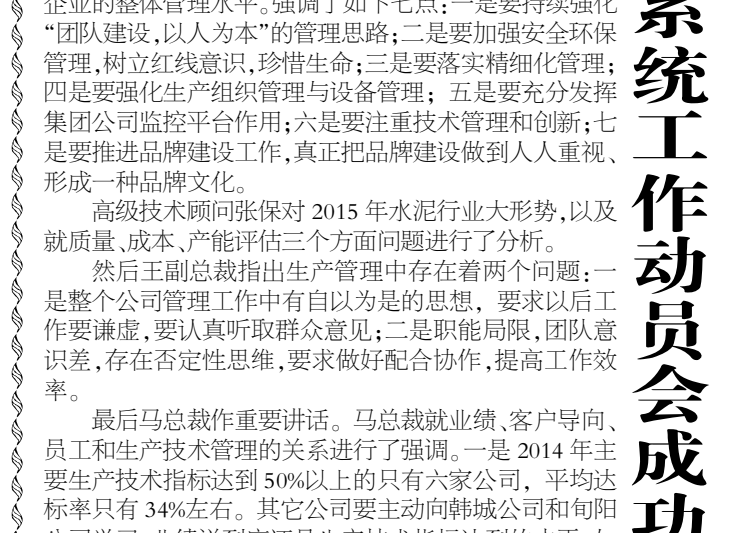 企业的整体管理水平。强调了如下七点:一是要持续强化
“团队建设,以人为本”的管理思路;二是要加强安全环保
管理,树立红线意识,珍惜生命;三是要落实精细化管理;
四是要强化生产组织管理与设备管理;五是要充分发挥
集团公司监控平台作用;六是要注重技术管理和创新;七
是要推进品牌建设工作,真正把品牌建设做到人人重视、
形成一种品牌文化。
高级技术顾问张保对 2015 年水泥行业大形势,以及
就质量、成本、产能评估三个方面问题进行了分析。
然后王副总裁指出生产管理中存在着两个问题:一
是整个公司管理工作中有自以为是的思想，要求以后工
作要谦虚,要认真听取群众意见;二是职能局限,团队意
识差,存在否定性思维,要求做好配合协作,提高工作效
率。
最后马总裁作重要讲话。马总裁就业绩、客户导向、
员工和生产技术管理的关系进行了强调。一是 2014 年主
要生产技术指标达到 50%以上的只有六家公司，平均达
标率只有 34%左右。其它公司要主动向韩城公司和旬阳
系统工作动员会成功